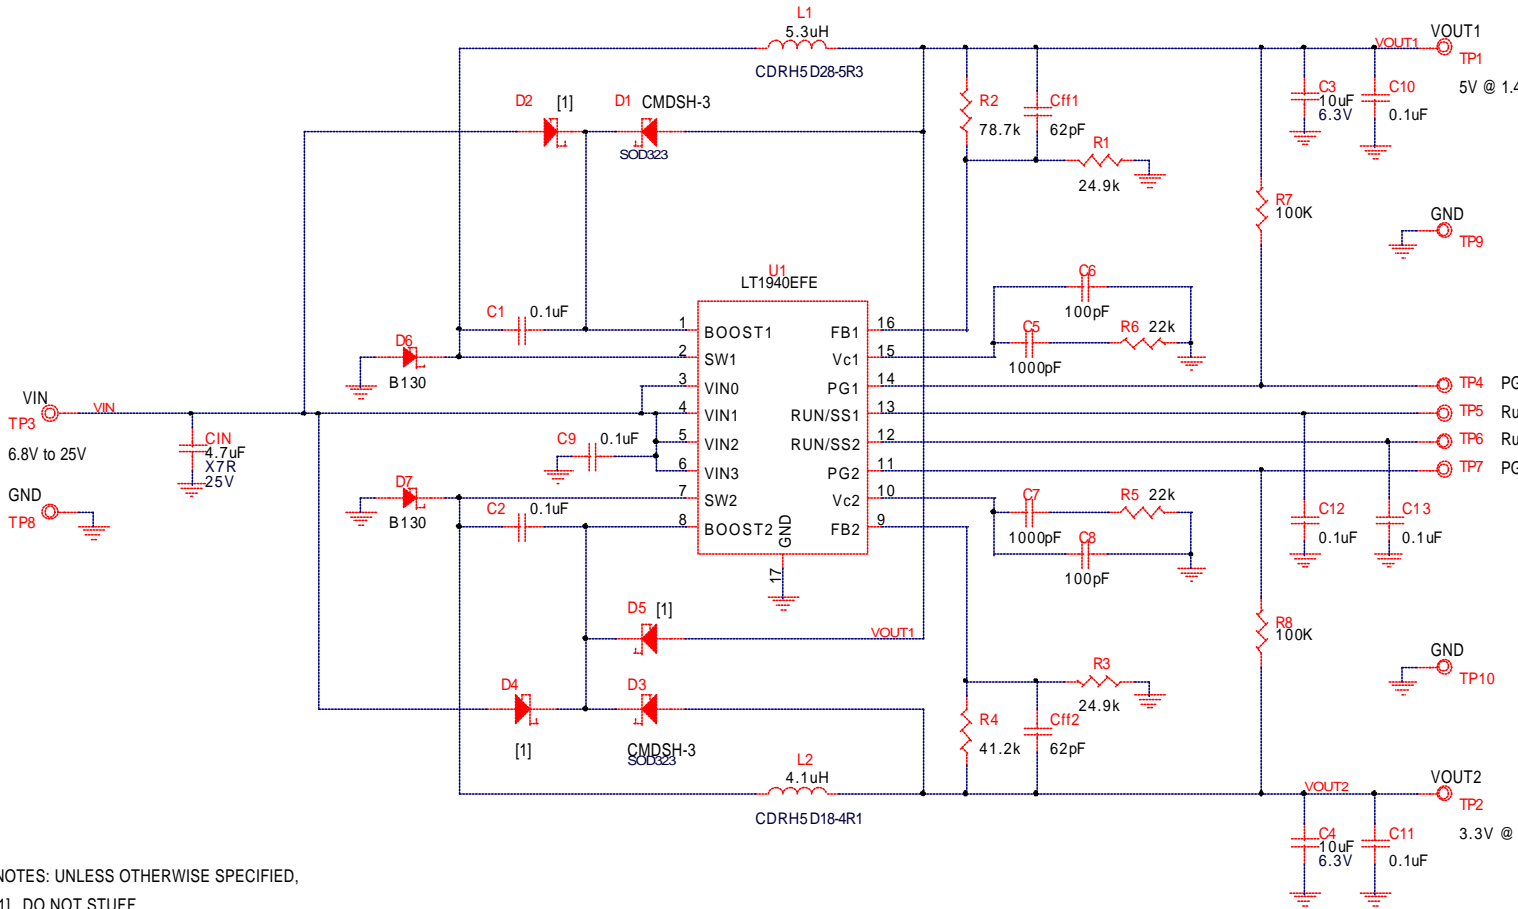 L1
5.3uH
CDRH5D28-5R3
VOUT1
VOUT1
TP1
5V @ 1.4
D2
[1]
D1
CMDSH-3
SOD323
R2
78.7k
Cff1
62pF
R1
24.9k
C3
10uF
6.3V
C10
0.1uF
R7
100K
GND
TP9
U1
LT1940EFE
C6
100pF
C5
1000pF
R6
22k
C1
0.1uF
D6
B130
1
BOOST1
2
SW1
3
VIN0
4
VIN1
5
VIN2
6
VIN3
7
SW2
8
BOOST2
GND
17
FB1
16
Vc1
15
PG1
14
RUN/SS1
13
RUN/SS2
12
PG2
11
Vc2
10
FB2
9
VIN
TP3
VIN
6.8V to 25V
CIN
4.7uF
X7R
25V
GND
TP8
C9
0.1uF
D7
B130
C2
0.1uF
TP4
PG
TP5
Ru
TP6
Ru
TP7
PG
C7
1000pF
R5
22k
C8
100pF
C12
0.1uF
C13
0.1uF
D5
[1]
VOUT1
D4
[1]
D3
CMDSH-3
SOD323
R3
24.9k
R4
41.2k
Cff2
62pF
R8
100K
GND
TP10
L2
4.1uH
CDRH5D18-4R1
VOUT2
VOUT2
TP2
3.3V @
C4
10uF
6.3V
C11
0.1uF
NOTES: UNLESS OTHERWISE SPECIFIED,
1] DO NOT STUFF